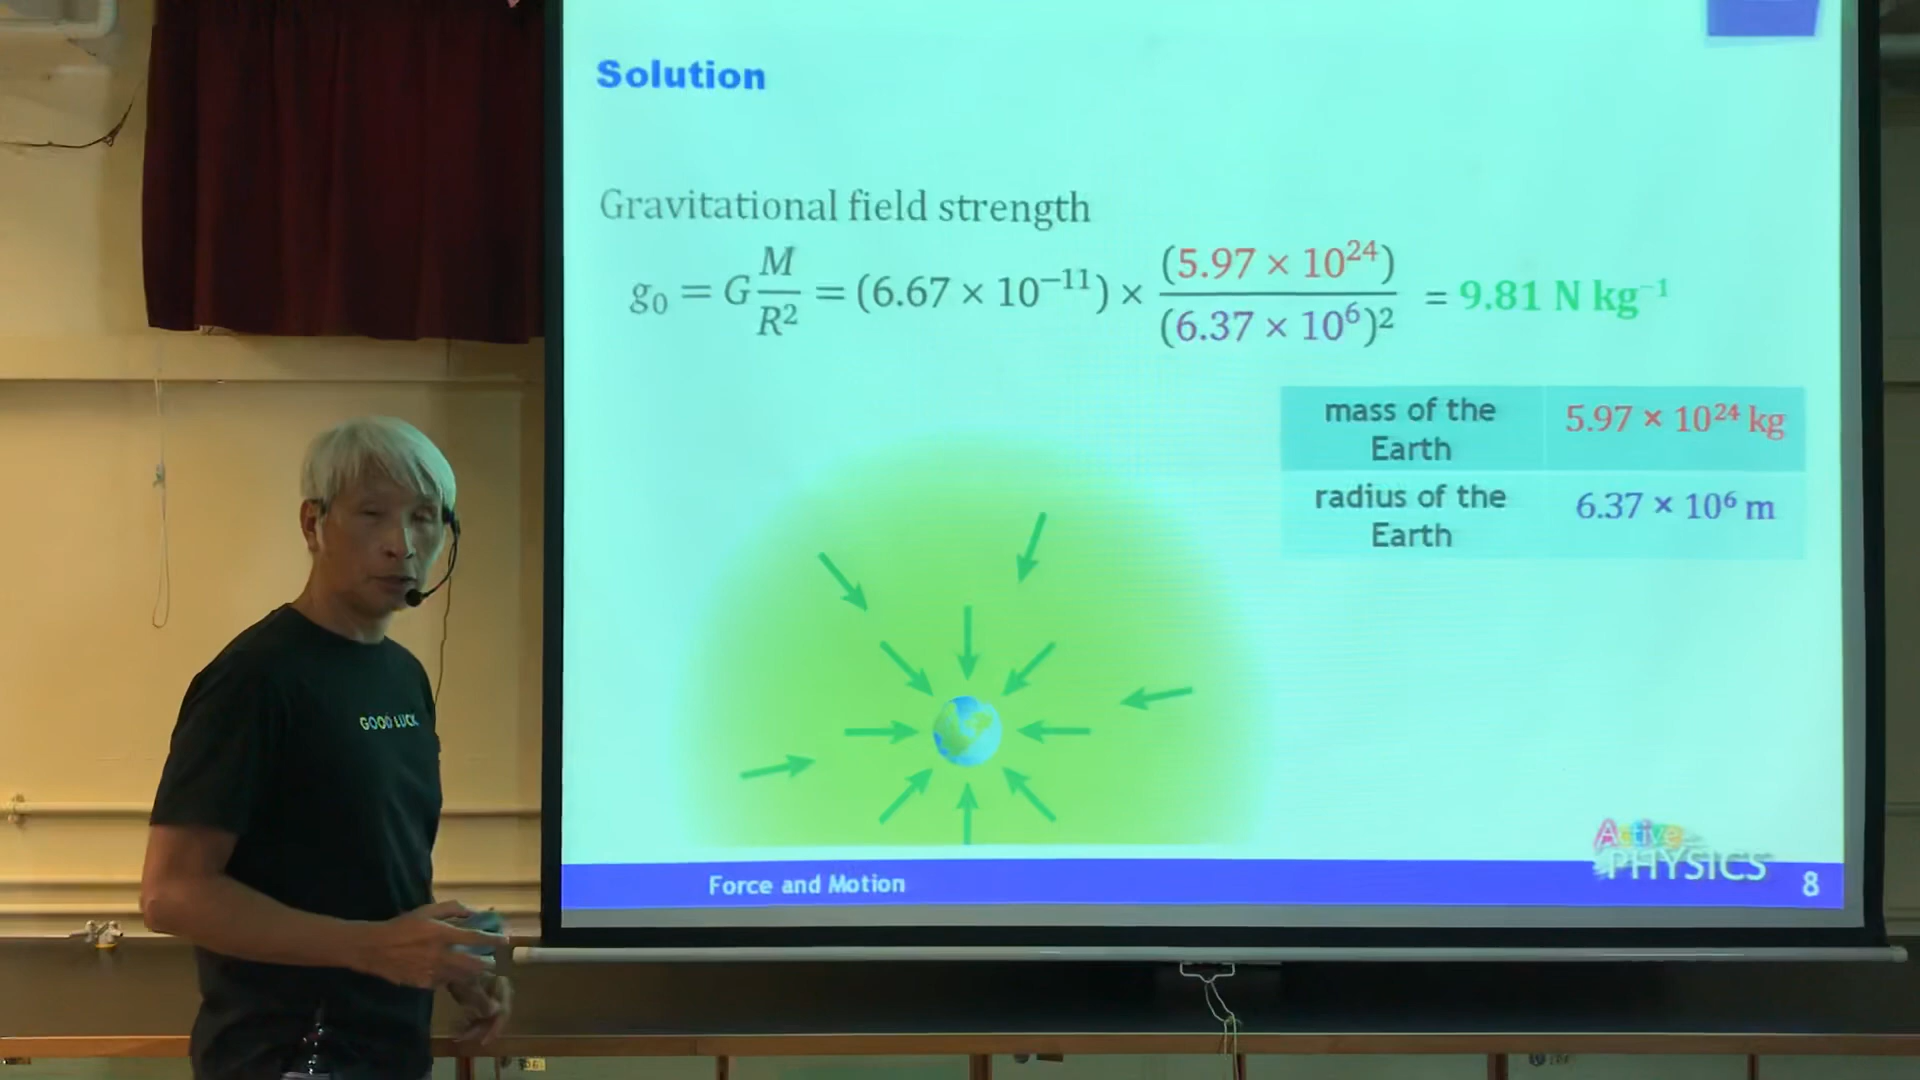 Solution
Gravitational field strength
g₀ = G M/R² = (6.67 × 10⁻¹¹) × (5.97 × 10²⁴)/(6.37 × 10⁶)² = 9.81 N kg⁻¹
mass of the Earth 5.97 × 10²⁴ kg
radius of the Earth 6.37 × 10⁶ m
GOOD LUCK
Active
PHYSICS
Force and Motion 8